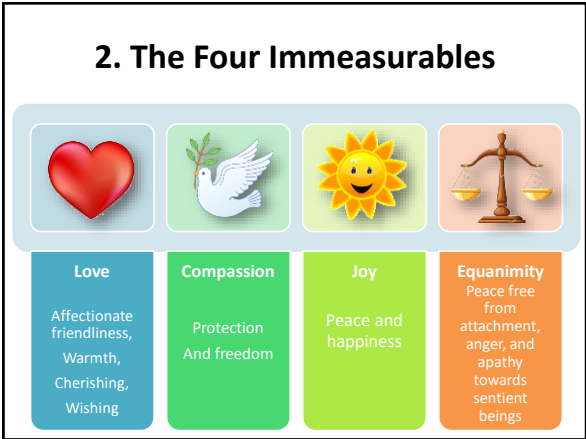 2. The Four Immeasurables
Love
Affectionate
friendliness,
Warmth,
Cherishing,
Wishing
Compassion
Protection
And freedom
Joy
Peace and
happiness
Equanimity
Peace free
from
attachment,
anger, and
apathy
towards
sentient
beings